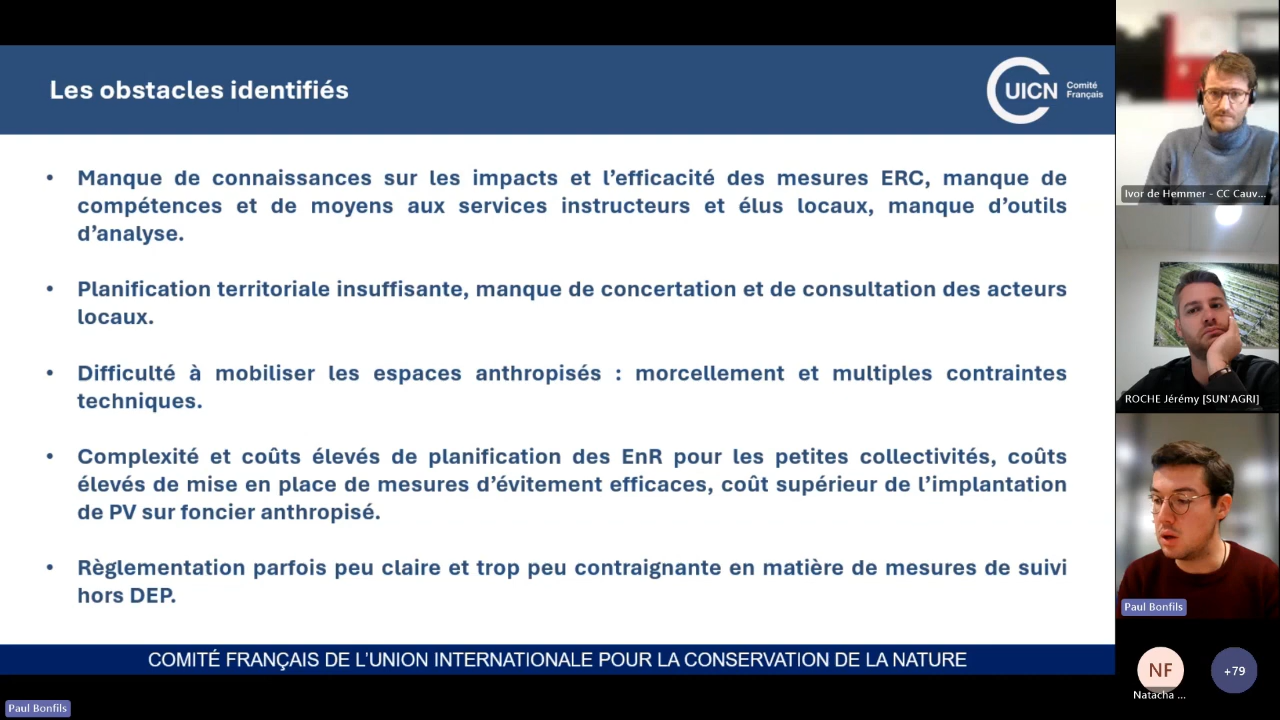 Les obstacles identifiés
UICN Comité
Français
• Manque de connaissances sur les impacts et l’efficacité des mesures ERC, manque de
compétences et de moyens aux services instructeurs et élus locaux, manque d’outils
d’analyse.
• Planification territoriale insuffisante, manque de concertation et de consultation des acteurs
locaux.
• Difficulté à mobiliser les espaces anthropisés : morcellement et multiples contraintes
techniques.
• Complexité et coûts élevés de planification des EnR pour les petites collectivités, coûts
élevés de mise en place de mesures d’évitement efficaces, coût supérieur de l’implantation
de PV sur foncier anthropisé.
• Règlementation parfois peu claire et trop peu contraignante en matière de mesures de suivi
hors DEP.
COMITÉ FRANÇAIS DE L’UNION INTERNATIONALE POUR LA CONSERVATION DE LA NATURE
Paul Bonfils
Ivor de Hemmer - CC Cauv...
ROCHE Jérémy [SUN'AGRI]
Paul Bonfils
NF
Natacha ...
+79